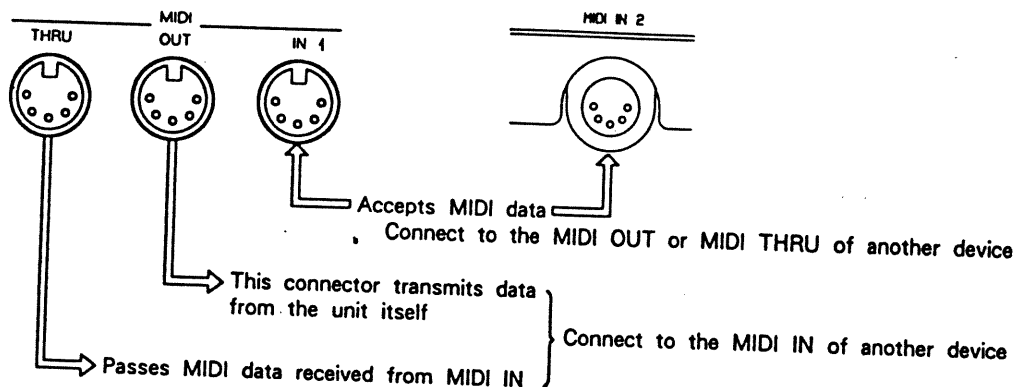 MIDI
THRU OUT IN 1
MIDI IN 2
Accepts MIDI data
Connect to the MIDI OUT or MIDI THRU of another device
This connector transmits data
from the unit itself
Connect to the MIDI IN of another device
Passes MIDI data received from MIDI IN